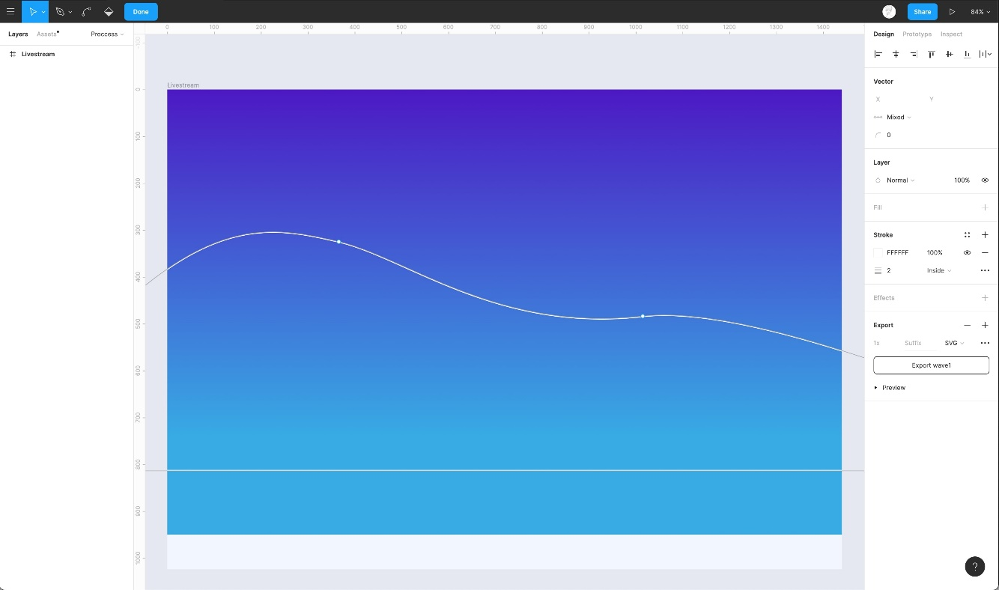 Done
Share
84%
Layers
Assets
Proccess
Livestream
0 100 200 300 400 500 600 700 800 900 1000 1100 1200 1300 1400
-100
0
100
200
300
400
500
600
700
800
900
1000
Livestream
Design Prototype Inspect
Vector
X Y
Mixed
0
Layer
Normal 100%
Fill
Stroke
FFFFFF 100%
2 Inside
Effects
Export
1x Suffix SVG
Export wave1
Preview
?